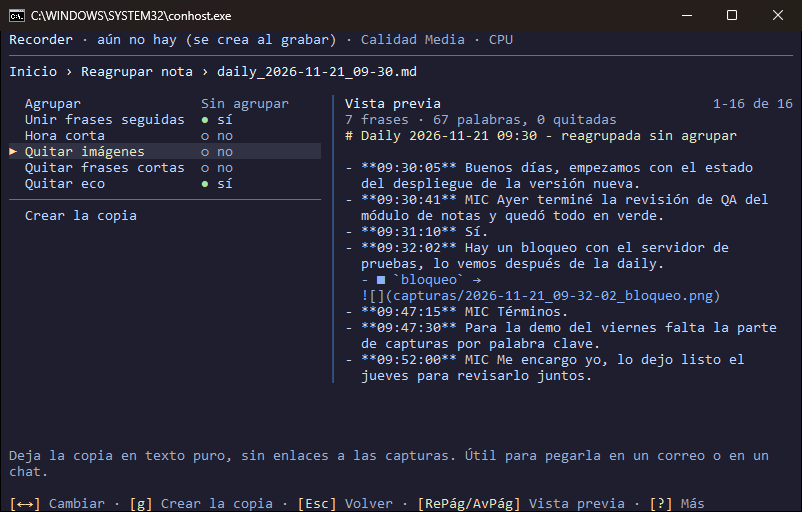 C:\WINDOWS\SYSTEM32\conhost.exe
Recorder · aún no hay (se crea al grabar) · Calidad Media · CPU
Inicio › Reagrupar nota › daily_2026-11-21_09-30.md
Agrupar Sin agrupar
Unir frases seguidas ● sí
Hora corta o no
► Quitar imágenes o no
Quitar frases cortas o no
Quitar eco ● sí
Crear la copia
Vista previa 1-16 de 16
7 frases · 67 palabras, 0 quitadas
# Daily 2026-11-21 09:30 - reagrupada sin agrupar
- **09:30:05** Buenos días, empezamos con el estado
del despliegue de la versión nueva.
- **09:30:41** MIC Ayer terminé la revisión de QA del
módulo de notas y quedó todo en verde.
- **09:31:10** Sí.
- **09:32:02** Hay un bloqueo con el servidor de
pruebas, lo vemos después de la daily.
- ■ `bloqueo` →
![](capturas/2026-11-21_09-32-02_bloqueo.png)
- **09:47:15** MIC Términos.
- **09:47:30** Para la demo del viernes falta la parte
de capturas por palabra clave.
- **09:52:00** MIC Me encargo yo, lo dejo listo el
jueves para revisarlo juntos.
Deja la copia en texto puro, sin enlaces a las capturas. Útil para pegarla en un correo o en un
chat.
[↔] Cambiar · [g] Crear la copia · [Esc] Volver · [RePág/AvPág] Vista previa · [?] Más